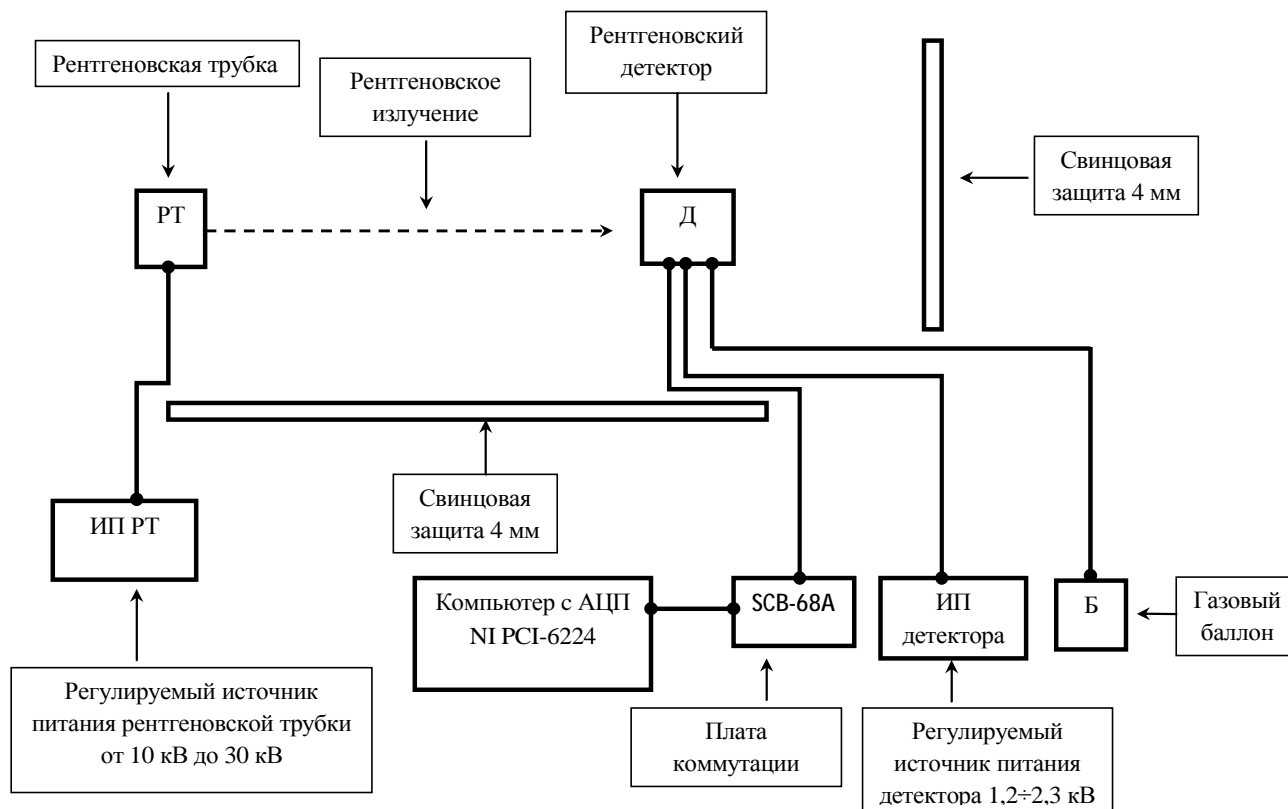 Рентгеновская трубка
Рентгеновское
излучение
Рентгеновский
детектор
Свинцовая
защита 4 мм
РТ
Д
Свинцовая
защита 4 мм
ИП РТ
Компьютер с АЦП
NI PCI-6224
SCB-68A
ИП
детектора
Б
Газовый
баллон
Регулируемый источник
питания рентгеновской трубки
от 10 кВ до 30 кВ
Плата
коммутации
Регулируемый
источник питания
детектора 1,2÷2,3 кВ